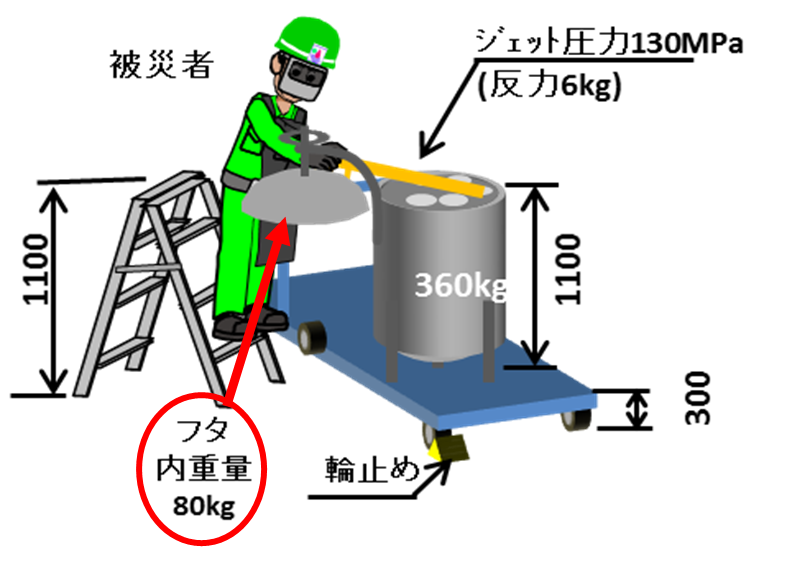 被災者
ジェット圧力130MPa
(反力6kg)
1100
360kg
1100
300
フタ
内重量
80kg
輪止め